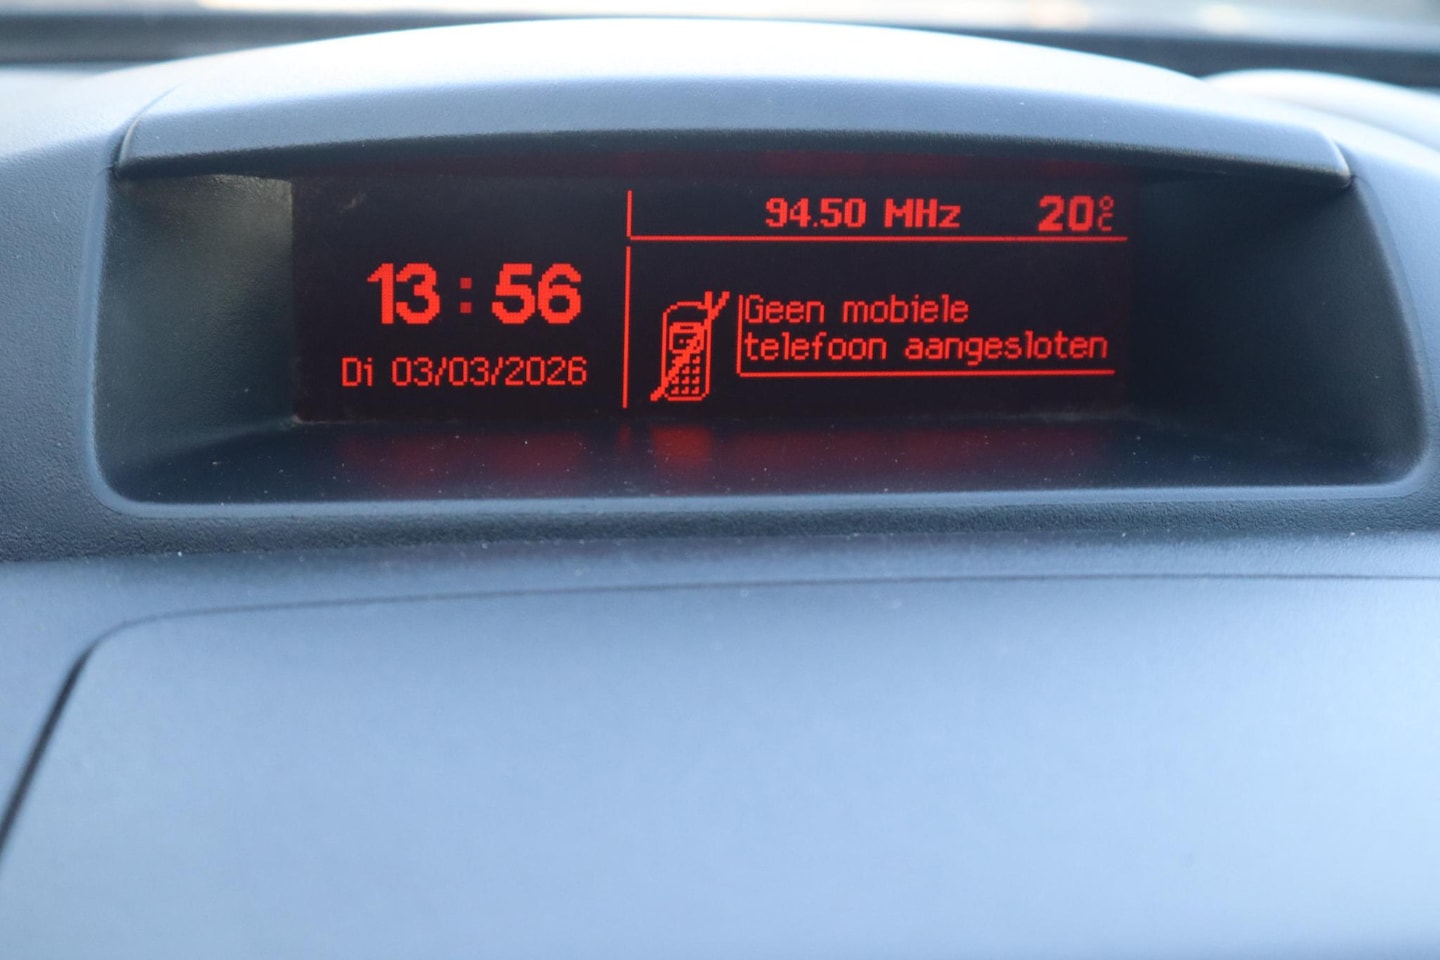 94.50 MHz 20°C
13:56
Di 03/03/2026
Geen mobiele
telefoon aangesloten